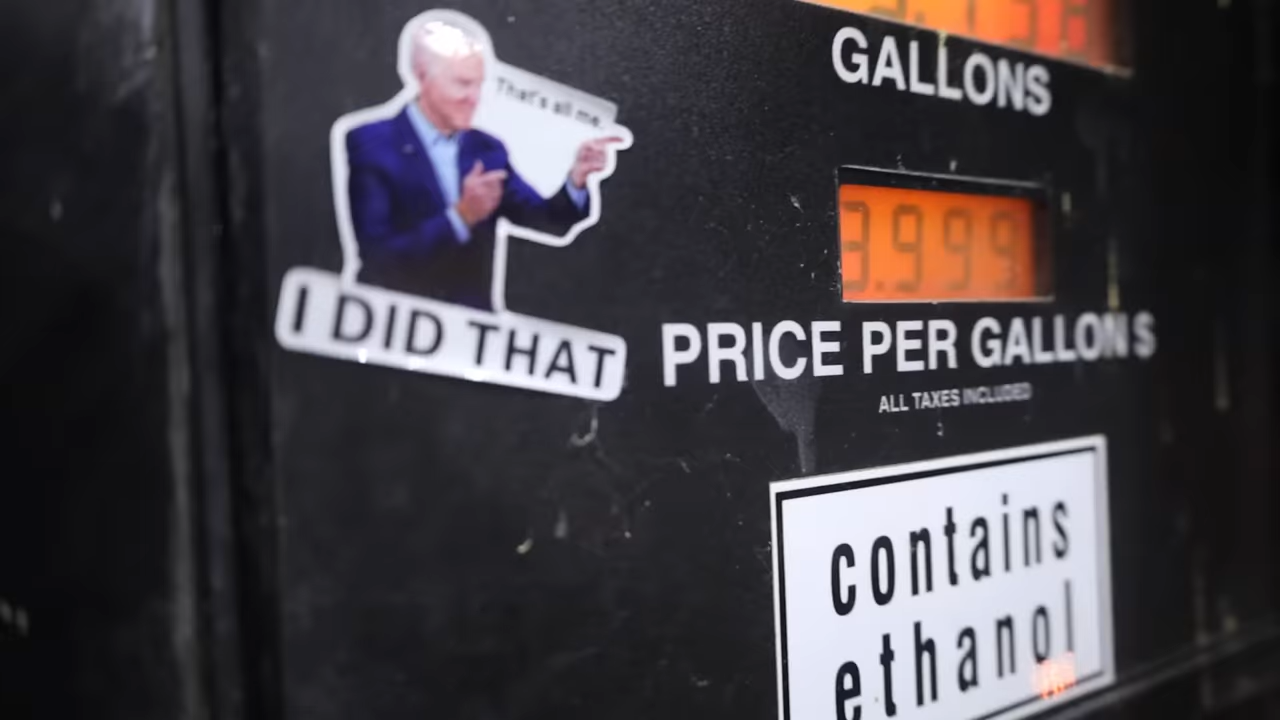 GALLONS
That's all me.
3.999
I DID THAT
PRICE PER GALLONS
ALL TAXES INCLUDED
contains
ethanol